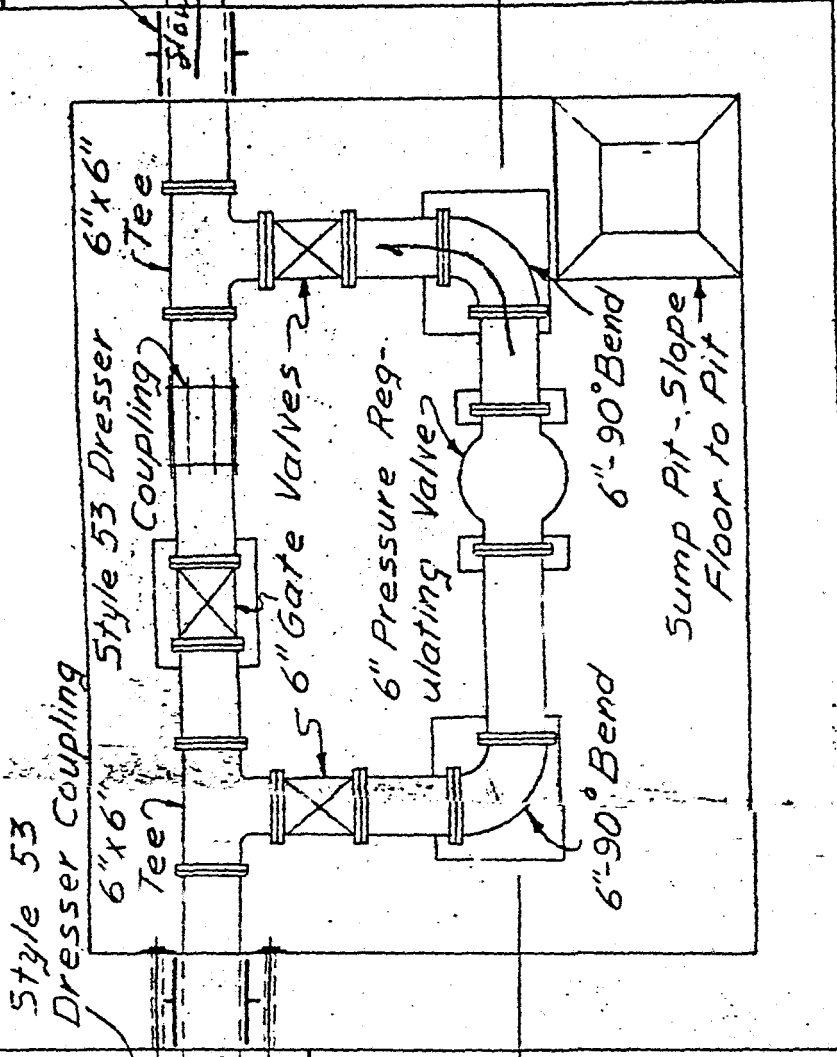 Style 53
Dresser Coupling
6"x6"
Tee
Style 53 Dresser
Coupling
6"x6"
Tee
6" Gate Valves
6" Pressure Reg-
ulating Valve
6"-90° Bend
6"-90° Bend
Sump Pit - Slope
Floor to Pit